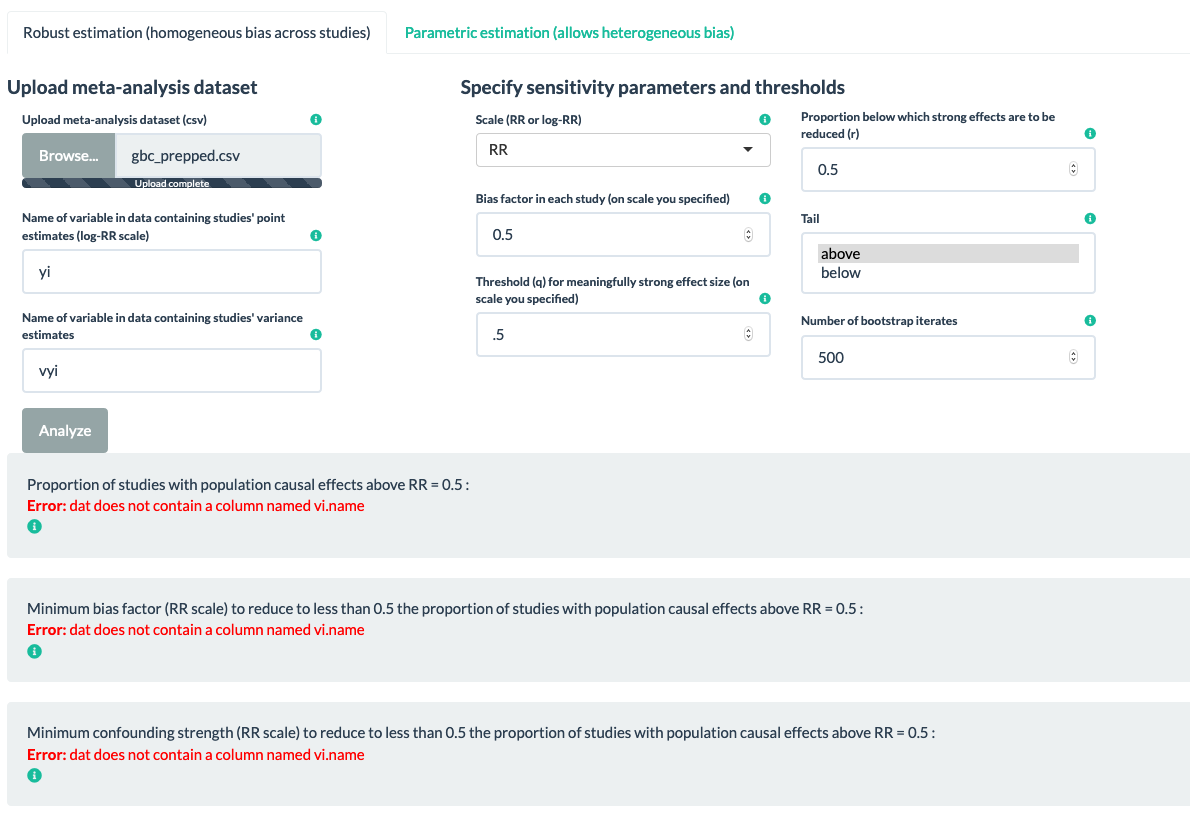 Robust estimation (homogeneous bias across studies)
Parametric estimation (allows heterogeneous bias)
Upload meta-analysis dataset
Upload meta-analysis dataset (csv)
Browse...
gbc_prepped.csv
Upload complete
Name of variable in data containing studies' point
estimates (log-RR scale)
yi
Name of variable in data containing studies' variance
estimates
vyi
Analyze
Specify sensitivity parameters and thresholds
Scale (RR or log-RR)
RR
Bias factor in each study (on scale you specified)
0.5
Threshold (q) for meaningfully strong effect size (on
scale you specified)
.5
Proportion below which strong effects are to be
reduced (r)
0.5
Tail
above
below
Number of bootstrap iterates
500
Proportion of studies with population causal effects above RR = 0.5 :
Error: dat does not contain a column named vi.name
Minimum bias factor (RR scale) to reduce to less than 0.5 the proportion of studies with population causal effects above RR = 0.5 :
Error: dat does not contain a column named vi.name
Minimum confounding strength (RR scale) to reduce to less than 0.5 the proportion of studies with population causal effects above RR = 0.5 :
Error: dat does not contain a column named vi.name